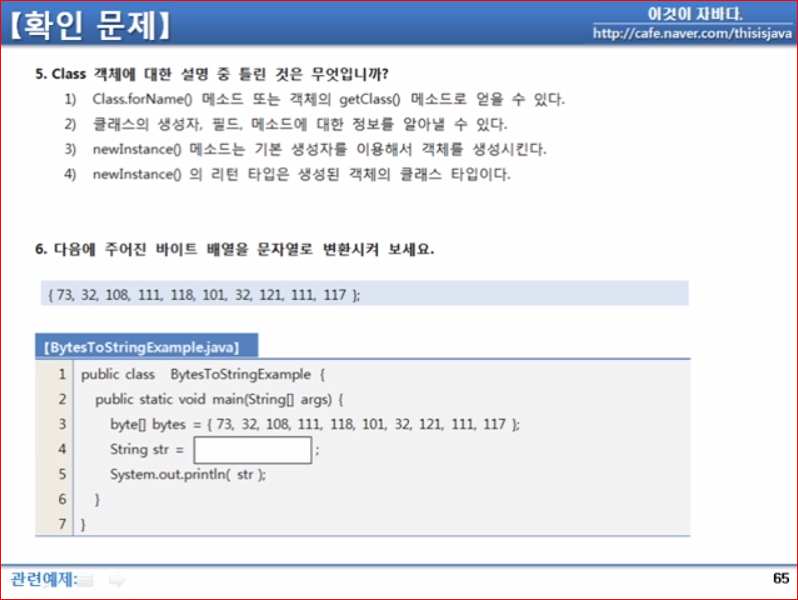 【확인 문제】
이것이 자바다.
http://cafe.naver.com/thisisjava
5. Class 객체에 대한 설명 중 틀린 것은 무엇입니까?
1) Class.forName() 메소드 또는 객체의 getClass() 메소드로 얻을 수 있다.
2) 클래스의 생성자, 필드, 메소드에 대한 정보를 알아낼 수 있다.
3) newInstance() 메소드는 기본 생성자를 이용해서 객체를 생성시킨다.
4) newInstance() 의 리턴 타입은 생성된 객체의 클래스 타입이다.
6. 다음에 주어진 바이트 배열을 문자열로 변환시켜 보세요.
{ 73, 32, 108, 111, 118, 101, 32, 121, 111, 117 };
【BytesToStringExample.java】
1 public class BytesToStringExample {
2 public static void main(String[] args) {
3 byte[] bytes = { 73, 32, 108, 111, 118, 101, 32, 121, 111, 117 };
4 String str = ;
5 System.out.println( str );
6 }
7 }
관련예제:
65